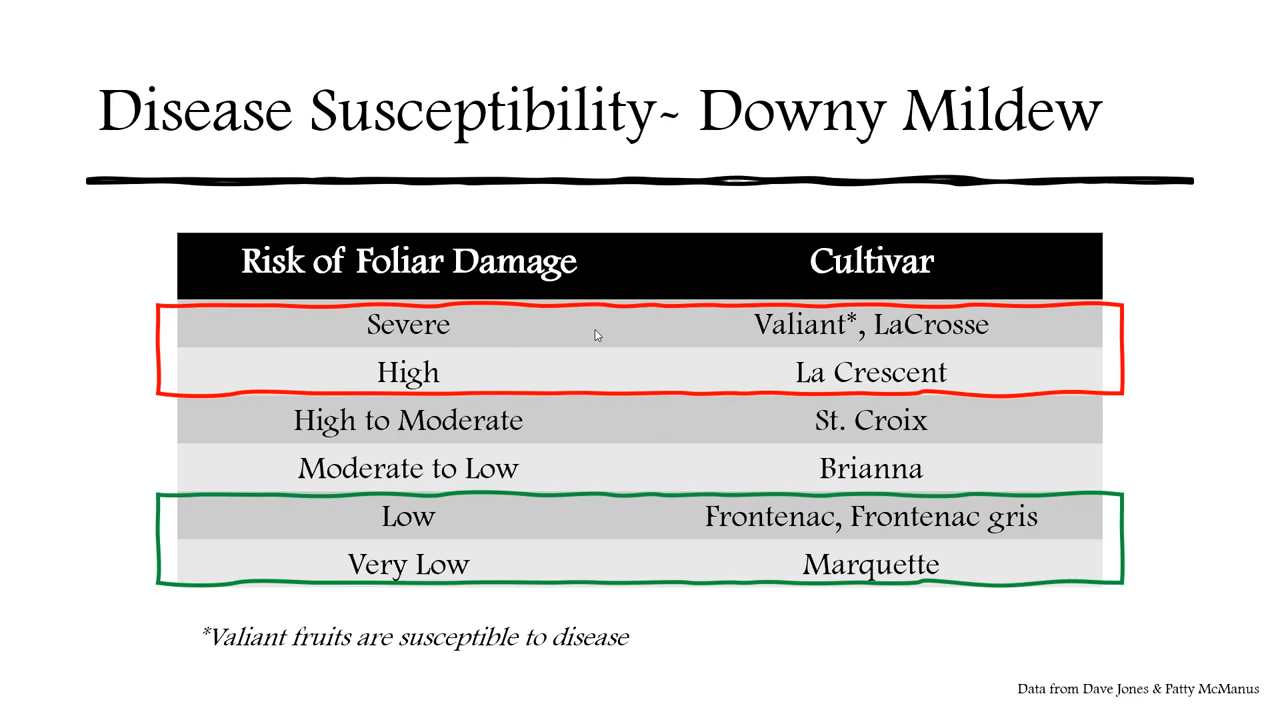 Disease Susceptibility- Downy Mildew
Risk of Foliar Damage Cultivar
Severe Valiant*, LaCrosse
High La Crescent
High to Moderate St. Croix
Moderate to Low Brianna
Low Frontenac, Frontenac gris
Very Low Marquette
*Valiant fruits are susceptible to disease
Data from Dave Jones & Patty McManus